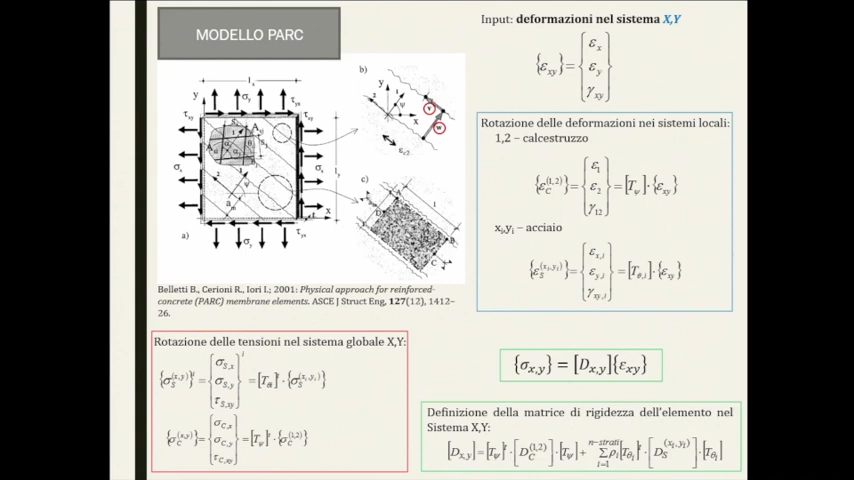 MODELLO PARC
Input: deformazioni nel sistema X,Y
{ε_xy} = {ε_x ε_y γ_xy}
Rotazione delle deformazioni nei sistemi locali:
1,2 – calcestruzzo
{ε_C^(1,2)} = {ε_1 ε_2 γ_12} = [T_ψ]·{ε_xy}
x_i,y_i – acciaio
{ε_S^(x_i,y_i)} = {ε_x,i ε_y,i γ_xy,i} = [T_θ,i]·{ε_xy}
a)
b)
c)
Belletti B., Cerioni R., Iori I.; 2001: Physical approach for reinforced-
concrete (PARC) membrane elements. ASCE J Struct Eng, 127(12), 1412–
26.
Rotazione delle tensioni nel sistema globale X,Y:
{σ_S^(x,y)}^i = {σ_S,x σ_S,y τ_S,xy}^i = [T_θi]^t·{σ_S^(x_i,y_i)}
{σ_C^(x,y)} = {σ_C,x σ_C,y τ_C,xy} = [T_ψ]^t·{σ_C^(1,2)}
{σ_x,y} = [D_x,y]{ε_xy}
Definizione della matrice di rigidezza dell'elemento nel
Sistema X,Y:
[D_x,y] = [T_ψ]^t·[D_C^(1,2)]·[T_ψ] + Σ_i=1^n-strati ρ_i[T_θ_i]^t·[D_S^(x_i,y_i)]·[T_θ_i]